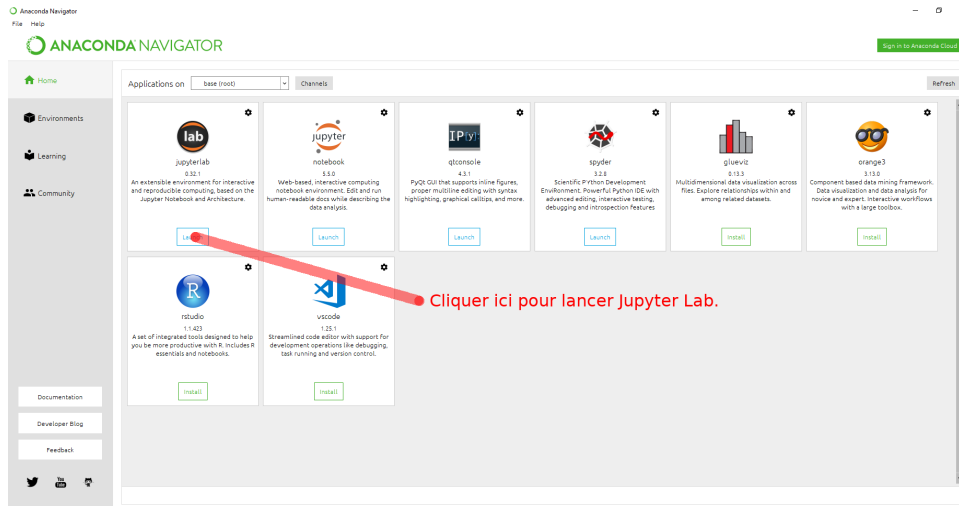 Anaconda Navigator
File Help
ANACONDA NAVIGATOR
Sign in to Anaconda Cloud
Home
Environments
Learning
Community
Documentation
Developer Blog
Feedback
You
Tube
Applications on base (root) Channels
Refresh
lab
jupyterlab
0.32.1
An extensible environment for interactive
and reproducible computing, based on the
Jupyter Notebook and Architecture.
Launch
jupyter
notebook
5.5.0
Web-based, interactive computing
notebook environment. Edit and run
human-readable docs while describing the
data analysis.
Launch
IP[y]:
qtconsole
4.3.1
PyQt GUI that supports inline figures,
proper multiline editing with syntax
highlighting, graphical calltips, and more.
Launch
spyder
3.2.8
Scientific PYthon Development
EnviRonment. Powerful Python IDE with
advanced editing, interactive testing,
debugging and introspection features
Launch
glueviz
0.13.3
Multidimensional data visualization across
files. Explore relationships within and
among related datasets.
Install
orange3
3.13.0
Component based data mining framework.
Data visualization and data analysis for
novice and expert. Interactive workflows
with a large toolbox.
Install
R
rstudio
1.1.423
A set of integrated tools designed to help
you be more productive with R. Includes R
essentials and notebooks.
Install
vscode
1.25.1
Streamlined code editor with support for
development operations like debugging,
task running and version control.
Install
Cliquer ici pour lancer Jupyter Lab.